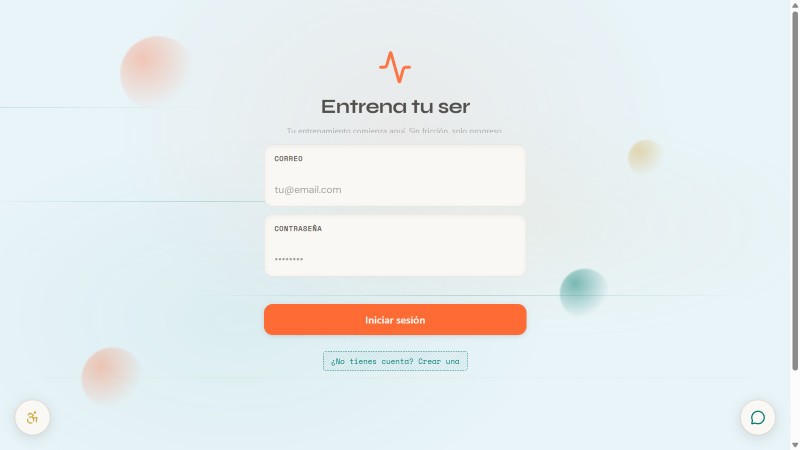 Entrena tu ser
Tu entrenamiento comienza aquí. Sin fricción, solo progreso.
CORREO
tu@email.com
CONTRASEÑA
••••••••
Iniciar sesión
¿No tienes cuenta? Crear una